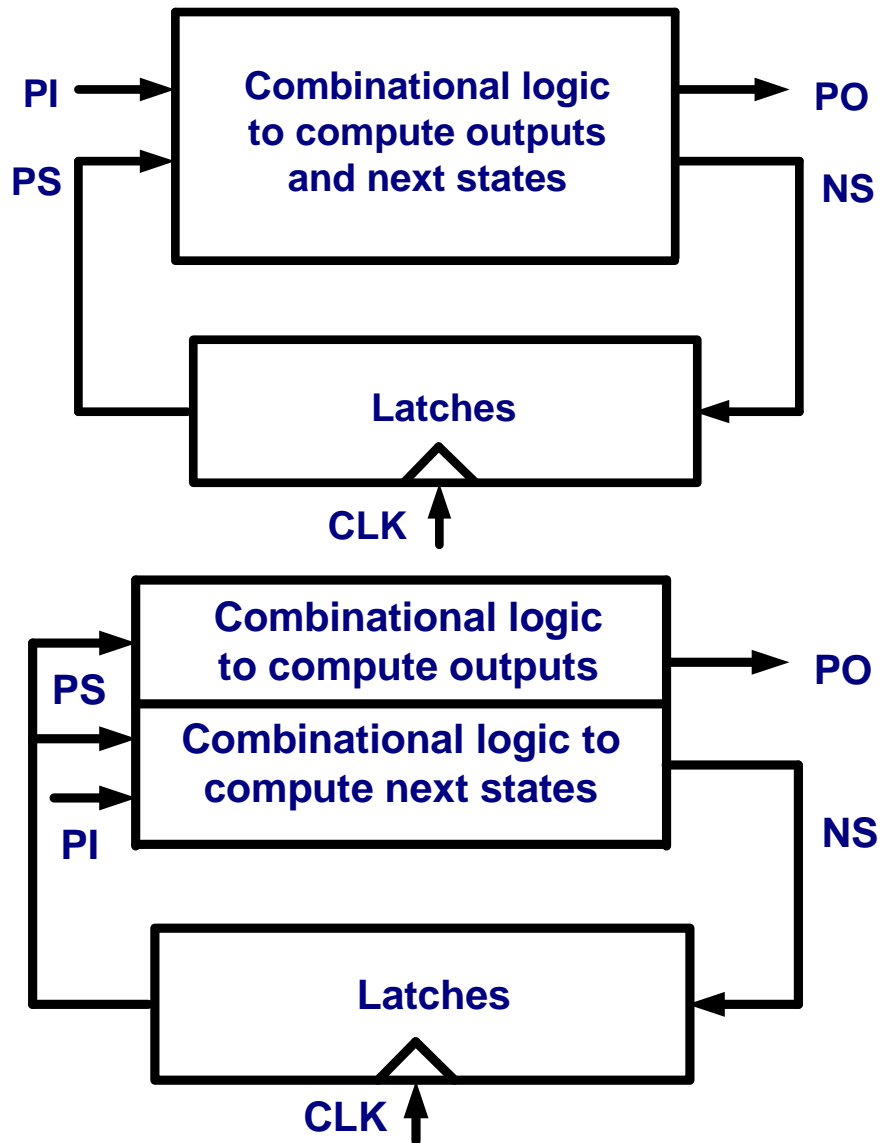 PI
Combinational logic
to compute outputs
and next states
PO
PS
NS
Latches
CLK
Combinational logic
to compute outputs
PS
PO
Combinational logic to
compute next states
PI
NS
Latches
CLK